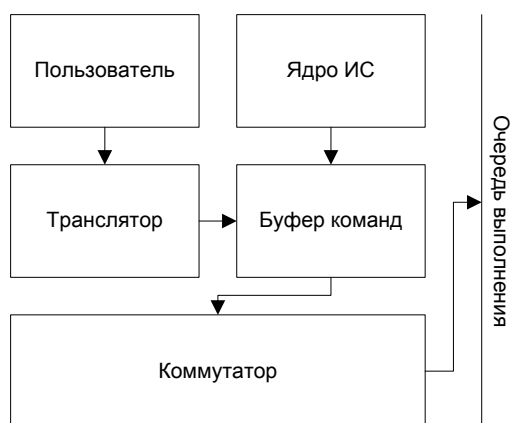 Пользователь
Ядро ИС
Транслятор
Буфер команд
Очередь выполнения
Коммутатор